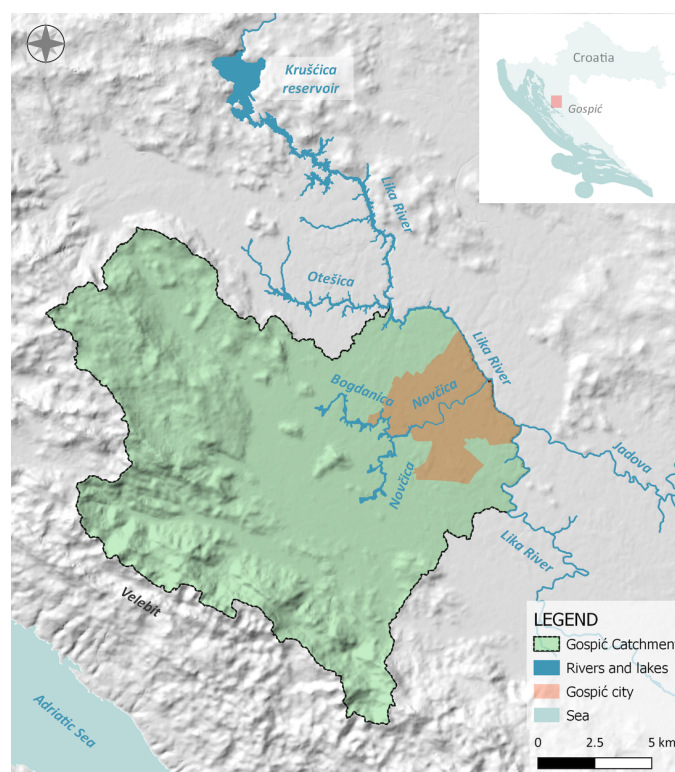 Krušćica
reservoir
Croatia
Gospić
Lika River
Otešica
Lika River
Bogdanica
Novčica
Jadova
Novčica
Lika River
Velebit
Adriatic Sea
LEGEND
Gospić Catchment
Rivers and lakes
Gospić city
Sea
0 2.5 5 km